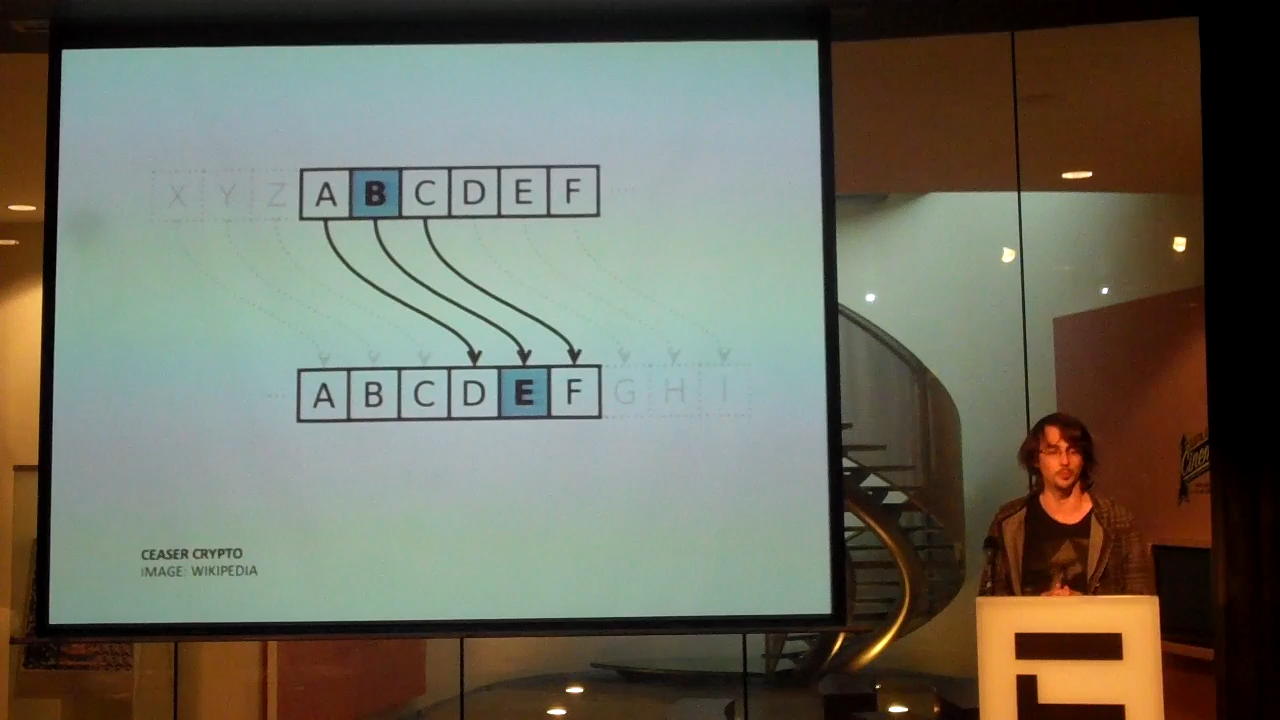 X Y Z A B C D E F
A B C D E F G H I
CEASER CRYPTO
IMAGE: WIKIPEDIA